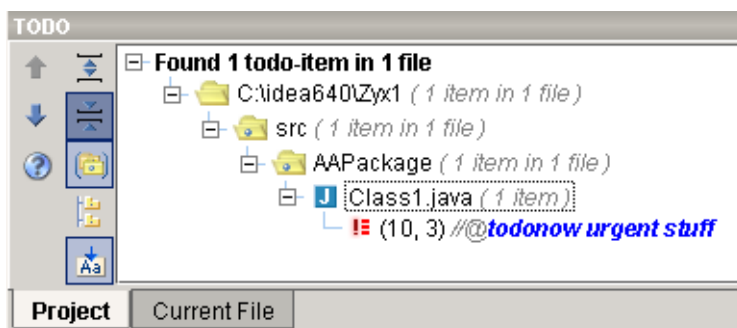 TODO
Found 1 todo-item in 1 file
C:\idea640\Zyx1 ( 1 item in 1 file )
src ( 1 item in 1 file )
AAPackage ( 1 item in 1 file )
J Class1.java ( 1 item )
(10, 3) //@todonow urgent stuff
Aa
Project Current File